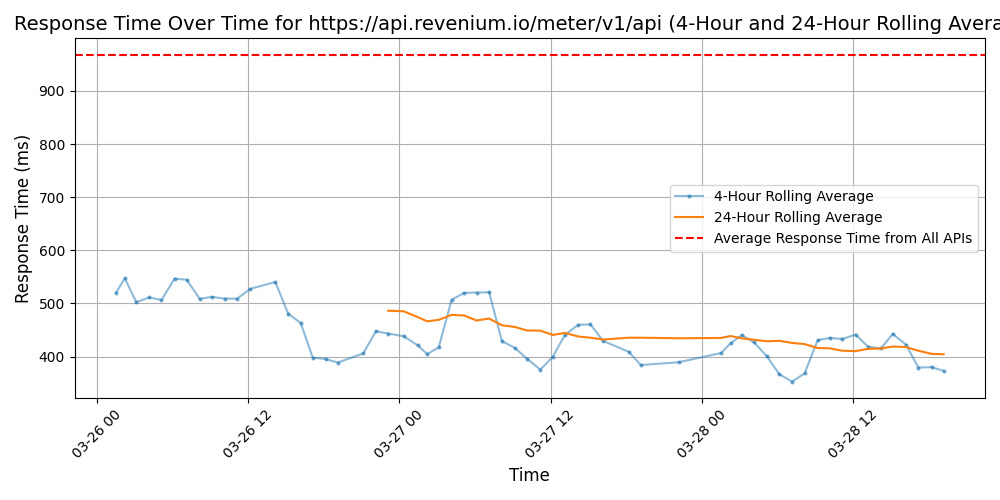 Response Time Over Time for https://api.revenium.io/meter/v1/api (4-Hour and 24-Hour Rolling Avera
Response Time (ms)
900
800
700
600
500
400
4-Hour Rolling Average
24-Hour Rolling Average
Average Response Time from All APIs
03-26 00
03-26 12
03-27 00
03-27 12
03-28 00
03-28 12
Time